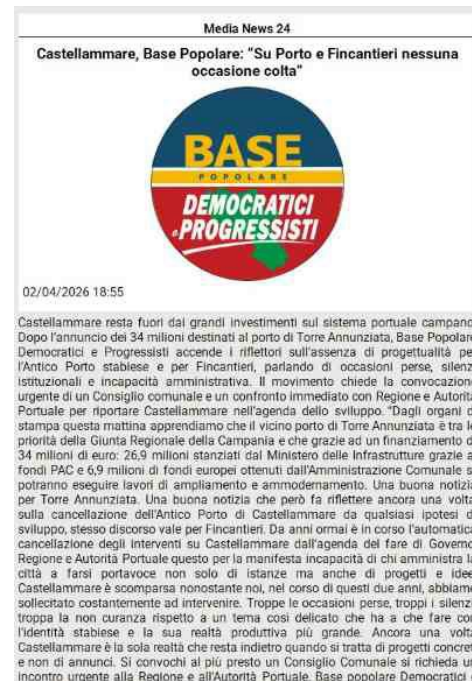 Media News 24
Castellammare, Base Popolare: "Su Porto e Fincantieri nessuna
occasione colta"
BASE
POPOLARE
DEMOCRATICI
e PROGRESSISTI
02/04/2026 18:55
Castellammare resta fuori dai grandi investimenti sul sistema portuale campano.
Dopo l'annuncio dei 34 milioni destinati al porto di Torre Annunziata, Base Popolare
Democratici e Progressisti accende i riflettori sull'assenza di progettualità pe
l'Antico Porto stabiese e per Fincantieri, parlando di occasioni perse, silenz
istituzionali e incapacità amministrativa. Il movimento chiede la convocazione
urgente di un Consiglio comunale e un confronto immediato con Regione e Autorità
Portuale per riportare Castellammare nell'agenda dello sviluppo. "Dagli organi d
stampa questa mattina apprendiamo che il vicino porto di Torre Annunziata è tra le
priorità della Giunta Regionale della Campania e che grazie ad un finanziamento d
34 milioni di euro: 26,9 milioni stanziati dal Ministero delle Infrastrutture grazie a
fondi PAC e 6,9 milioni di fondi europei ottenuti dall'Amministrazione Comunale s
potranno eseguire lavori di ampliamento e ammodernamento. Una buona notizia
per Torre Annunziata. Una buona notizia che però fa riflettere ancora una volta
sulla cancellazione dell'Antico Porto di Castellammare da qualsiasi ipotesi d
sviluppo, stesso discorso vale per Fincantieri. Da anni ormai è in corso l'automatica
cancellazione degli interventi su Castellammare dall'agenda del fare di Governo
Regione e Autorità Portuale questo per la manifesta incapacità di chi amministra la
città a farsi portavoce non solo di istanze ma anche di progetti e idee
Castellammare è scomparsa nonostante noi, nel corso di questi due anni, abbiamo
sollecitato costantemente ad intervenire. Troppe le occasioni perse, troppi i silenz
troppa la non curanza rispetto a un tema così delicato che ha a che fare con
l'identità stabiese e la sua realtà produttiva più grande. Ancora una volta
Castellammare è la sola realtà che resta indietro quando si tratta di progetti concret
e non di annunci. Si convochi al più presto un Consiglio Comunale si richieda un
incontro urgente alla Regione e all'Autorità Portuale. Base popolare Democratici